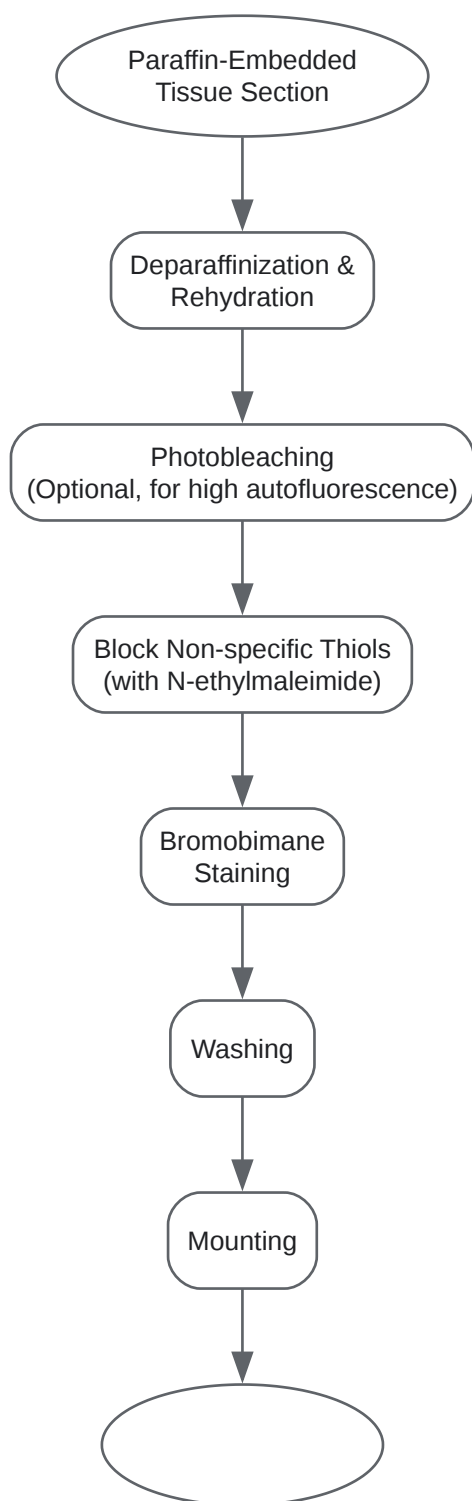 Paraffin-Embedded
Tissue Section
Deparaffinization &
Rehydration
Photobleaching
(Optional, for high autofluorescence)
Block Non-specific Thiols
(with N-ethylmaleimide)
Bromobimane
Staining
Washing
Mounting